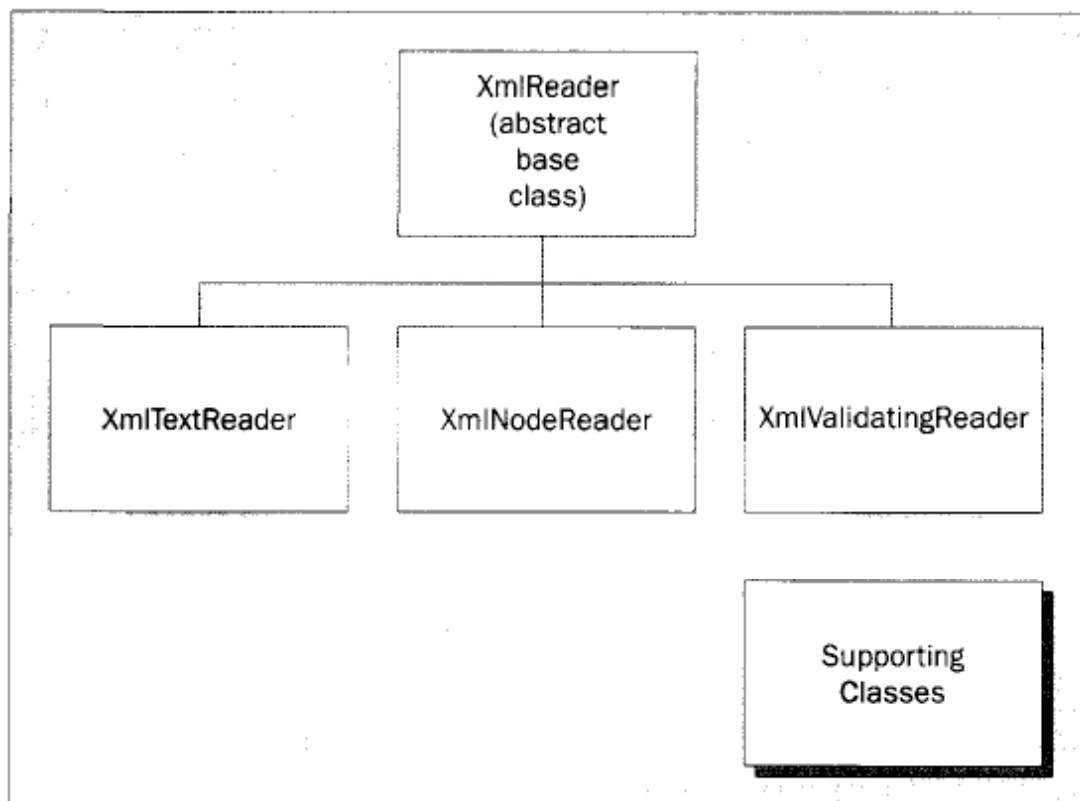 XmlReader
(abstract
base
class)
XmlTextReader
XmlNodeReader
XmlValidatingReader
Supporting
Classes